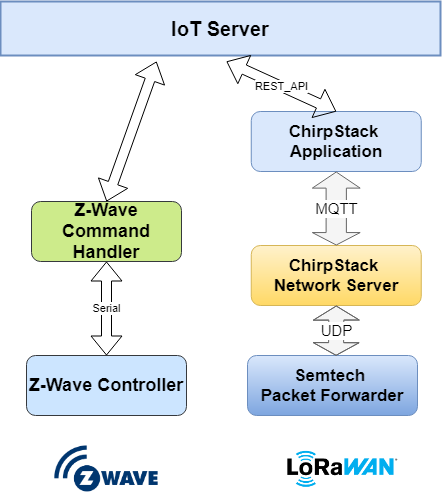 IoT Server
REST_API
ChirpStack
Application
Z-Wave
Command
Handler
MQTT
ChirpStack
Network Server
Serial
UDP
Z-Wave Controller
Semtech
Packet Forwarder
Z WAVE
LoRaWAN